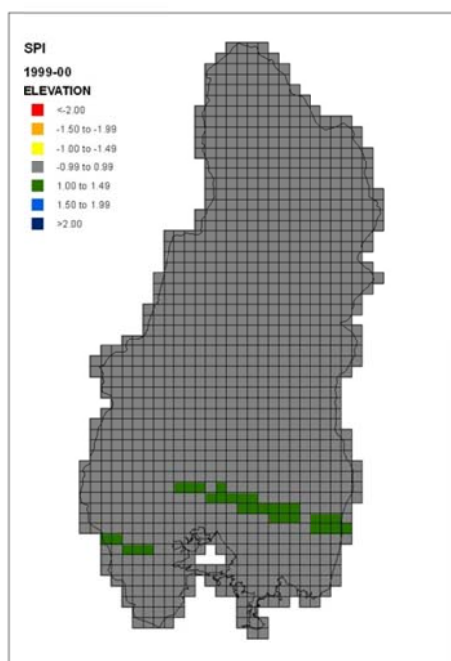 SPI
1999-00
ELEVATION
<-2.00
-1.50 to -1.99
-1.00 to -1.49
-0.99 to 0.99
1.00 to 1.49
1.50 to 1.99
>2.00